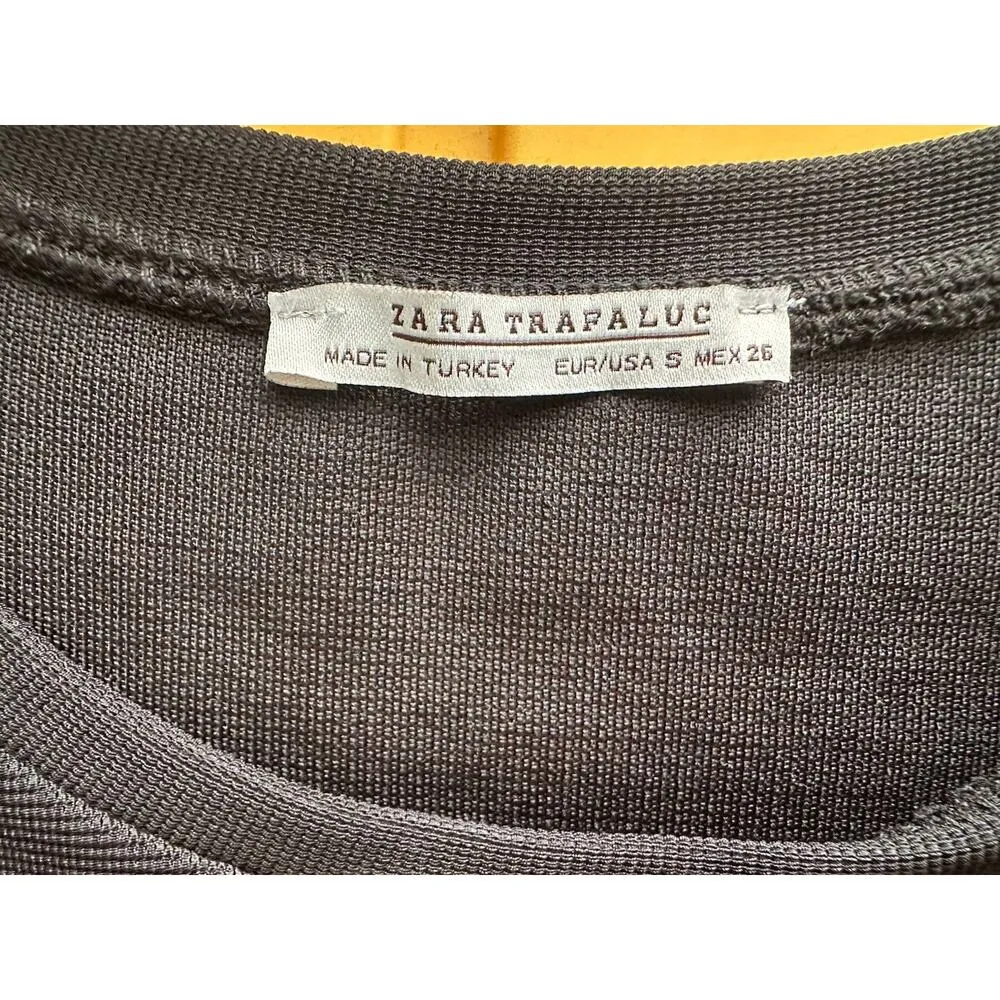 ZARA TRAFALUC
MADE IN TURKEY EUR/USA S MEX 26